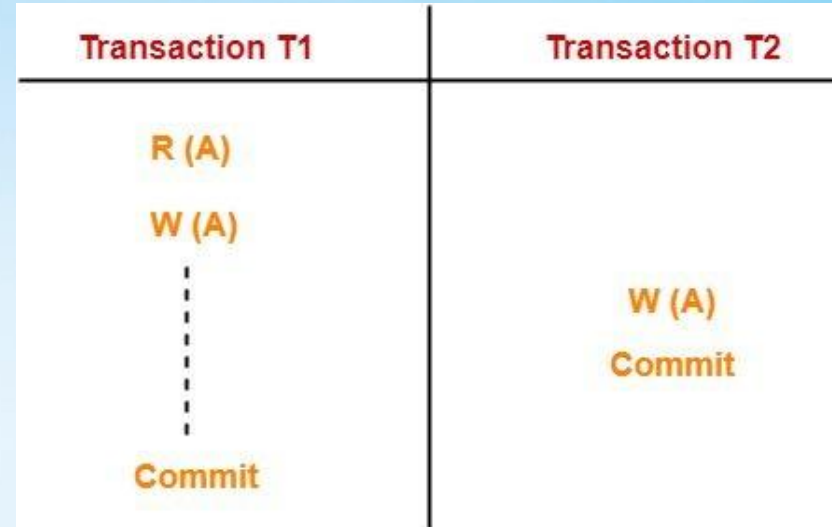 Transaction T1 Transaction T2
R (A)
W (A)
W (A)
Commit
Commit